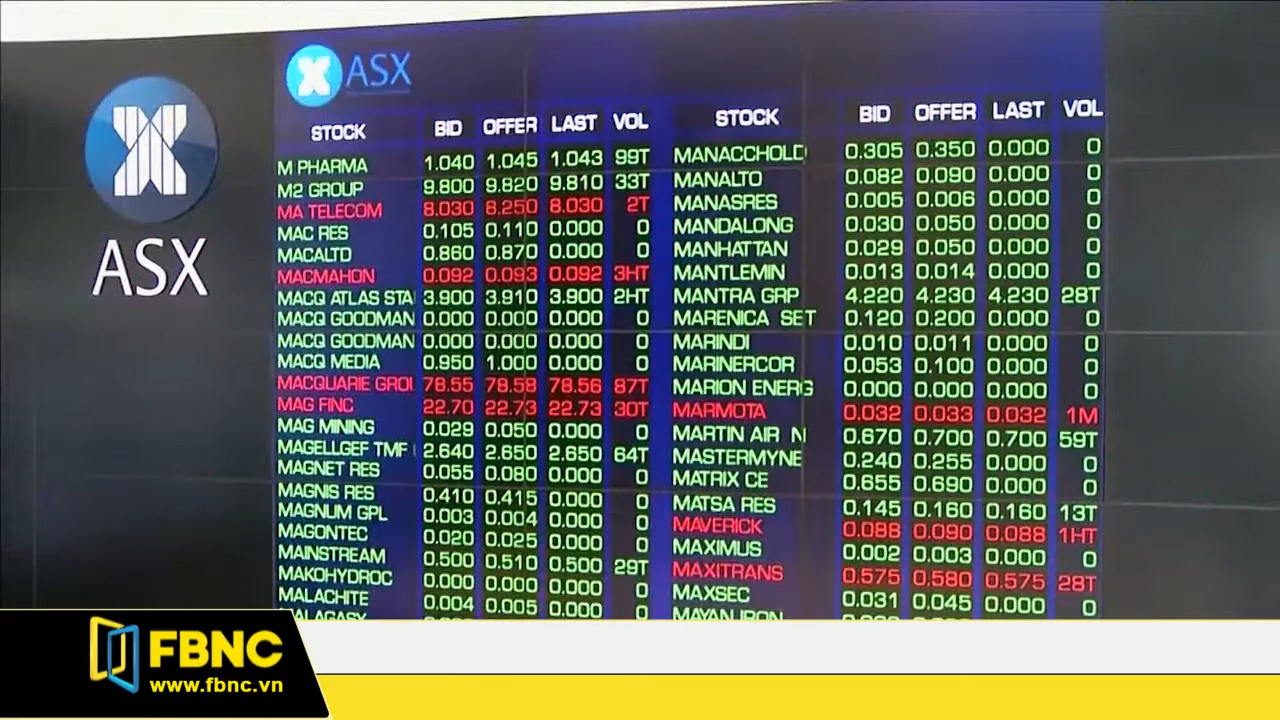 ASX
ASX
STOCK BID OFFER LAST VOL
M PHARMA 1.040 1.045 1.043 99T
M2 GROUP 9.800 9.820 9.810 33T
MA TELECOM 8.030 8.250 8.030 2T
MAC RES 0.105 0.110 0.000 0
MACALTD 0.860 0.870 0.000 0
MACMAHON 0.092 0.093 0.092 3HT
MACQ ATLAS STA 3.900 3.910 3.900 2HT
MACQ GOODMAN 0.000 0.000 0.000 0
MACQ GOODMAN 0.000 0.000 0.000 0
MACQ MEDIA 0.950 1.000 0.000 0
MACQUARIE GROU 78.55 78.58 78.56 87T
MAG FINC 22.70 22.73 22.73 30T
MAG MINING 0.029 0.050 0.000 0
MAGELLGEF TMF 2.640 2.650 2.650 64T
MAGNET RES 0.055 0.080 0.000 0
MAGNIS RES 0.410 0.415 0.000 0
MAGNUM GPL 0.003 0.004 0.000 0
MAGONTEC 0.020 0.025 0.000 0
MAINSTREAM 0.500 0.510 0.500 29T
MAKOHYDROC 0.000 0.000 0.000 0
MALACHITE 0.004 0.005 0.000 0
MALAGASY
STOCK BID OFFER LAST VOL
MANACCHOLD 0.305 0.350 0.000 0
MANALTO 0.082 0.090 0.000 0
MANASRES 0.005 0.006 0.000 0
MANDALONG 0.030 0.050 0.000 0
MANHATTAN 0.029 0.050 0.000 0
MANTLEMIN 0.013 0.014 0.000 0
MANTRA GRP 4.220 4.230 4.230 28T
MARENICA SET 0.120 0.200 0.000 0
MARINDI 0.010 0.011 0.000 0
MARINERCOR 0.053 0.100 0.000 0
MARION ENERG 0.000 0.000 0.000 0
MARMOTA 0.032 0.033 0.032 1M
MARTIN AIR N 0.670 0.700 0.700 59T
MASTERMYNE 0.240 0.255 0.000 0
MATRIX CE 0.655 0.690 0.000 0
MATSA RES 0.145 0.160 0.160 13T
MAVERICK 0.088 0.090 0.088 1HT
MAXIMUS 0.002 0.003 0.000 0
MAXITRANS 0.575 0.580 0.575 28T
MAXSEC 0.031 0.045 0.000 0
MAYAN IRON
FBNC
www.fbnc.vn